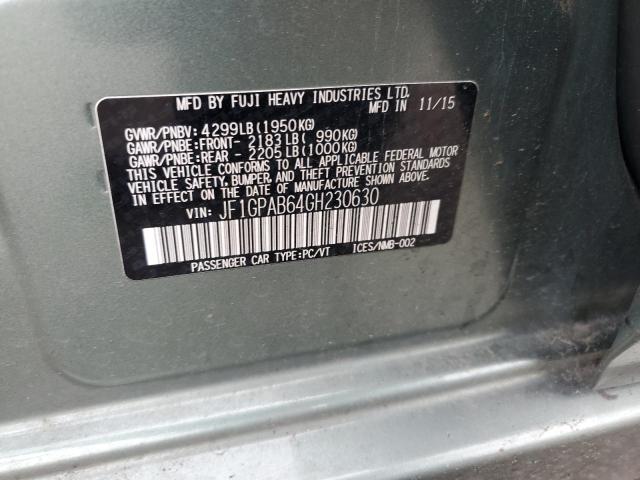 MFD BY FUJI HEAVY INDUSTRIES LTD.
MFD IN 11/15
GVWR/PNBV: 4299LB(1950KG)
GAWR/PNBE:FRONT- 2183LB( 990KG)
GAWR/PNBE:REAR - 2205LB(1000KG)
THIS VEHICLE CONFORMS TO ALL APPLICABLE FEDERAL MOTOR
VEHICLE SAFETY, BUMPER, AND THEFT PREVENTION STANDARDS
IN EFFECT ON THE DATE OF MANUFACTURE SHOWN ABOVE.
VIN: JF1GPAB64GH230630
PASSENGER CAR TYPE:PC/VT ICES/NMB-002